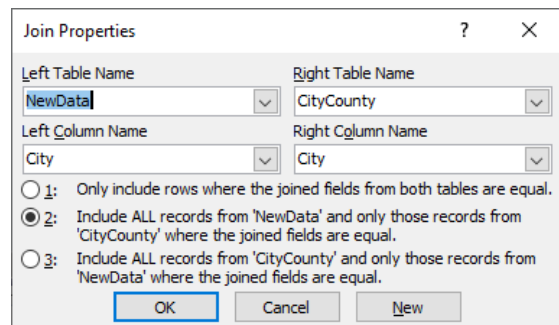 Join Properties ?
Left Table Name Right Table Name
NewData CityCounty
Left Column Name Right Column Name
City City
1: Only include rows where the joined fields from both tables are equal.
2: Include ALL records from 'NewData' and only those records from
'CityCounty' where the joined fields are equal.
3: Include ALL records from 'CityCounty' and only those records from
'NewData' where the joined fields are equal.
OK Cancel New